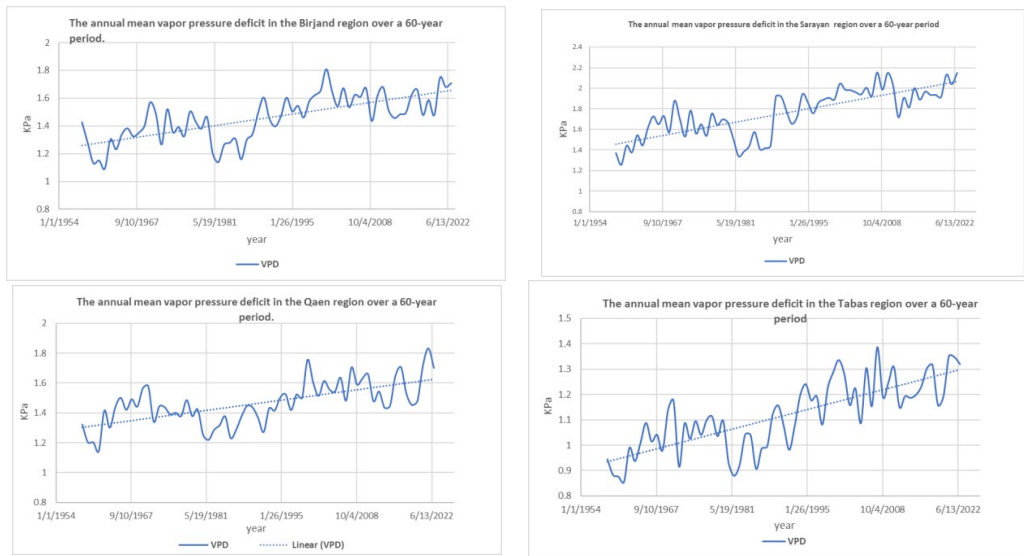 The annual mean vapor pressure deficit in the Birjand region over a 60-year
period.
2
1.8
1.6
1.4
1.2
1
0.8
KPa
1/1/1954 9/10/1967 5/19/1981 1/26/1995 10/4/2008 6/13/2022
year
VPD
The annual mean vapor pressure deficit in the Sarayan region over a 60-year period
2.4
2.2
2
1.8
1.6
1.4
1.2
1
0.8
KPa
1/1/1954 9/10/1967 5/19/1981 1/26/1995 10/4/2008 6/13/2022
year
VPD
The annual mean vapor pressure deficit in the Qaen region over a 60-year
period.
2
1.8
1.6
1.4
1.2
1
0.8
KPa
1/1/1954 9/10/1967 5/19/1981 1/26/1995 10/4/2008 6/13/2022
year
VPD Linear (VPD)
The annual mean vapor pressure deficit in the Tabas region over a 60-year
period
1.5
1.4
1.3
1.2
1.1
1
0.9
0.8
KPa
1/1/1954 9/10/1967 5/19/1981 1/26/1995 10/4/2008 6/13/2022
year
VPD